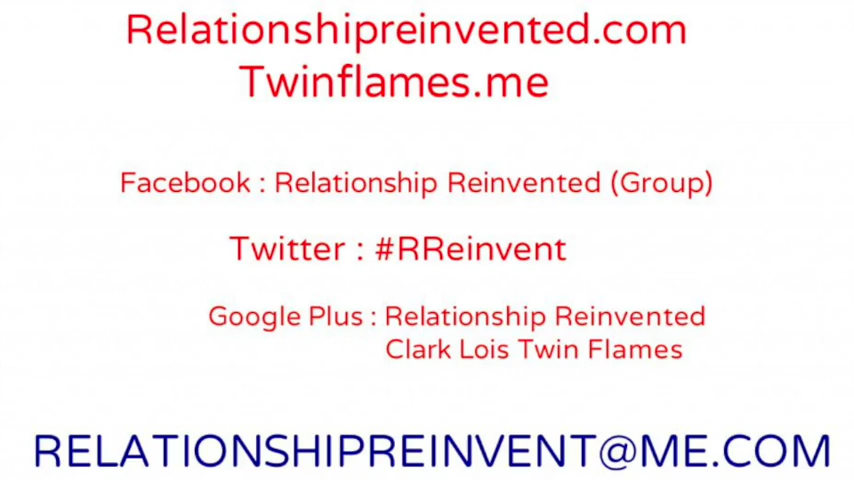 Relationshipreinvented.com
Twinflames.me
Facebook : Relationship Reinvented (Group)
Twitter : #RReinvent
Google Plus : Relationship Reinvented
Clark Lois Twin Flames
RELATIONSHIPREINVENT@ME.COM